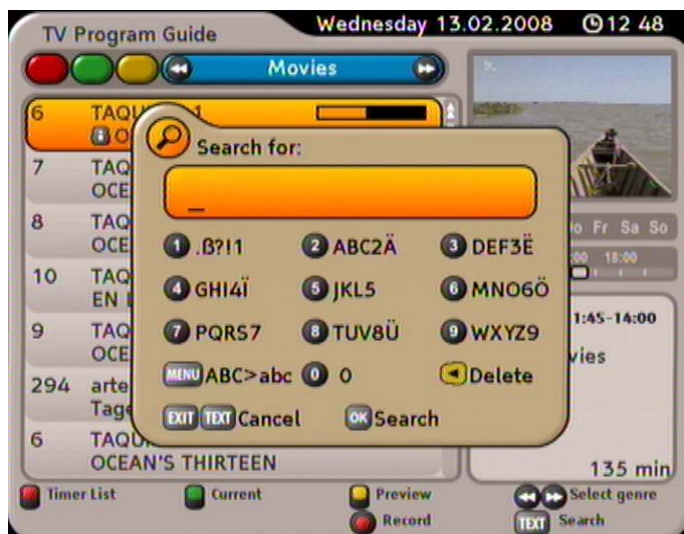 TV Program Guide
Wednesday 13.02.2008 12 48
Movies
6 TAQU 1
O
7 TAQ
OCE
8 TAQ
OCE
10 TAQ
EN L
9 TAQ
OCE
294 arte
Tage
6 TAQU
OCEAN'S THIRTEEN
Search for:
_
1 .ß?!1 2 ABC2Ä 3 DEF3Ë
4 GHI4Ï 5 JKL5 6 MNO6Ö
7 PQRS7 8 TUV8Ü 9 WXYZ9
MENU ABC>abc 0 0 Delete
EXIT TEXT Cancel OK Search
Fr Sa So
:00 18:00
1:45-14:00
vies
135 min
Timer List Current Preview Select genre
Record TEXT Search